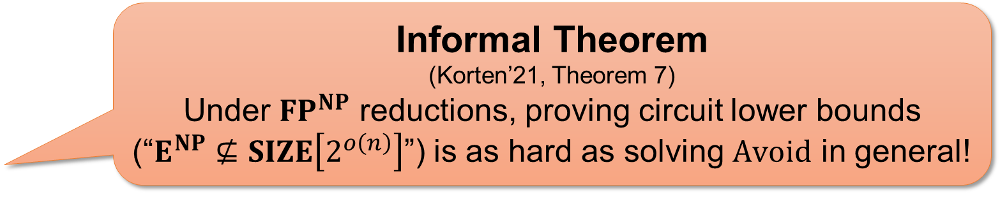 Informal Theorem
(Korten’21, Theorem 7)
Under FP^NP reductions, proving circuit lower bounds
(“E^NP ⊈ SIZE[2^{o(n)}]”) is as hard as solving Avoid in general!